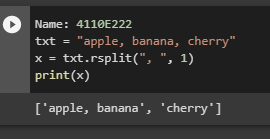 Name: 4110E222
txt = "apple, banana, cherry"
x = txt.rsplit(", ", 1)
print(x)
['apple, banana', 'cherry']